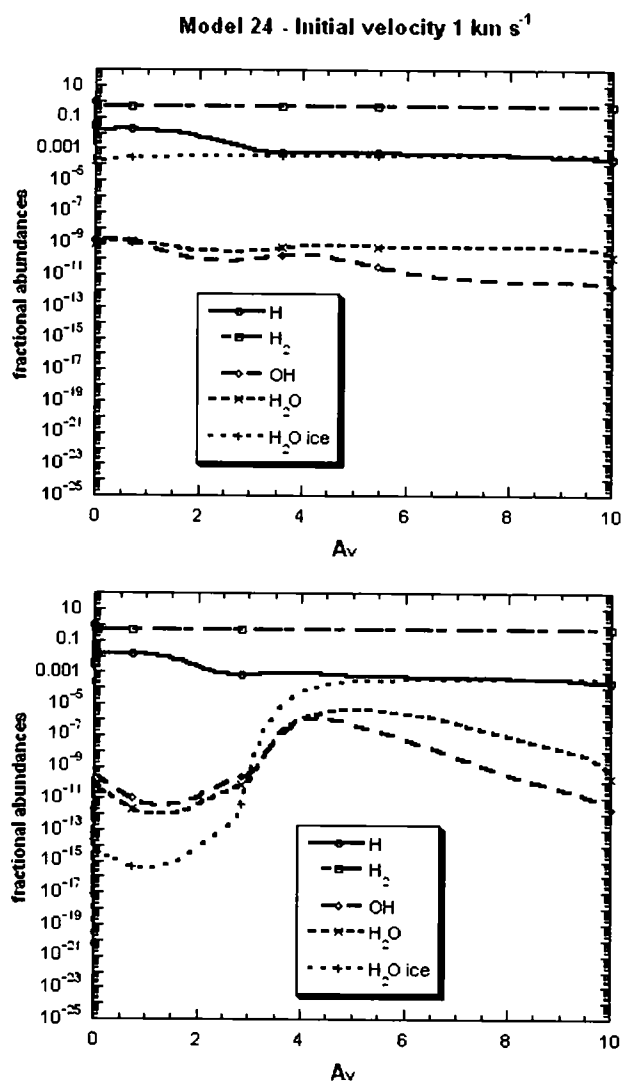 Model 24 - Initial velocity 1 km s⁻¹
fractional abundances
10
0.1
0.001
10⁻⁵
10⁻⁷
10⁻⁹
10⁻¹¹
10⁻¹³
10⁻¹⁵
10⁻¹⁷
10⁻¹⁹
10⁻²¹
10⁻²³
10⁻²⁵
H
H₂
OH
H₂O
H₂O ice
0 2 4 6 8 10
Aᵥ
fractional abundances
10
0.1
0.001
10⁻⁵
10⁻⁷
10⁻⁹
10⁻¹¹
10⁻¹³
10⁻¹⁵
10⁻¹⁷
10⁻¹⁹
10⁻²¹
10⁻²³
10⁻²⁵
H
H₂
OH
H₂O
H₂O ice
0 2 4 6 8 10
Aᵥ